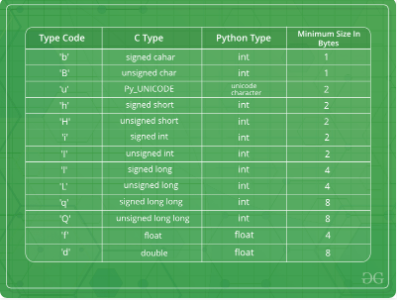 Type Code C Type Python Type Minimum Size In
Bytes
'b' signed cahar int 1
'B' unsigned char int 1
'u' Py_UNICODE unicode
character 2
'h' signed short int 2
'H' unsigned short int 2
'i' signed int int 2
'I' unsigned int int 2
'l' signed long int 4
'L' unsigned long int 4
'q' signed long long int 8
'Q' unsigned long long int 8
'f' float float 4
'd' double float 8